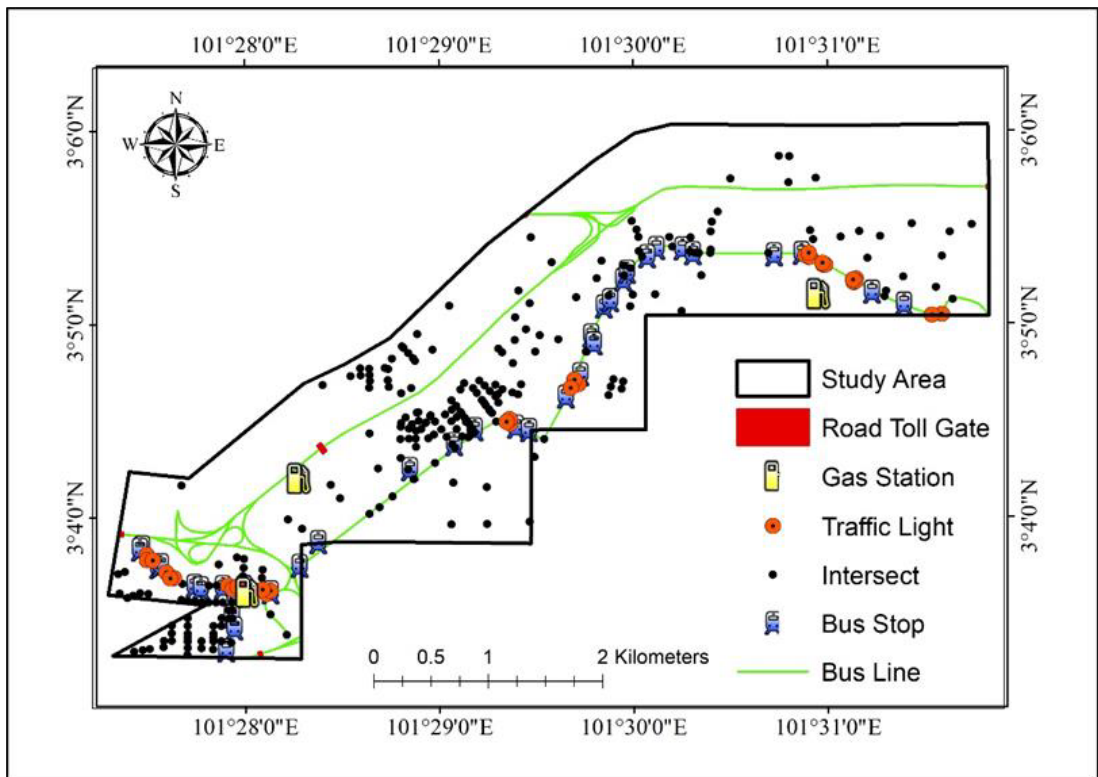 101°28'0"E 101°29'0"E 101°30'0"E 101°31'0"E
N
W E
S
3°6'0"N 3°6'0"N
3°5'0"N 3°5'0"N
3°4'0"N 3°4'0"N
Study Area
Road Toll Gate
Gas Station
Traffic Light
Intersect
Bus Stop
Bus Line
0 0.5 1 2 Kilometers
101°28'0"E 101°29'0"E 101°30'0"E 101°31'0"E